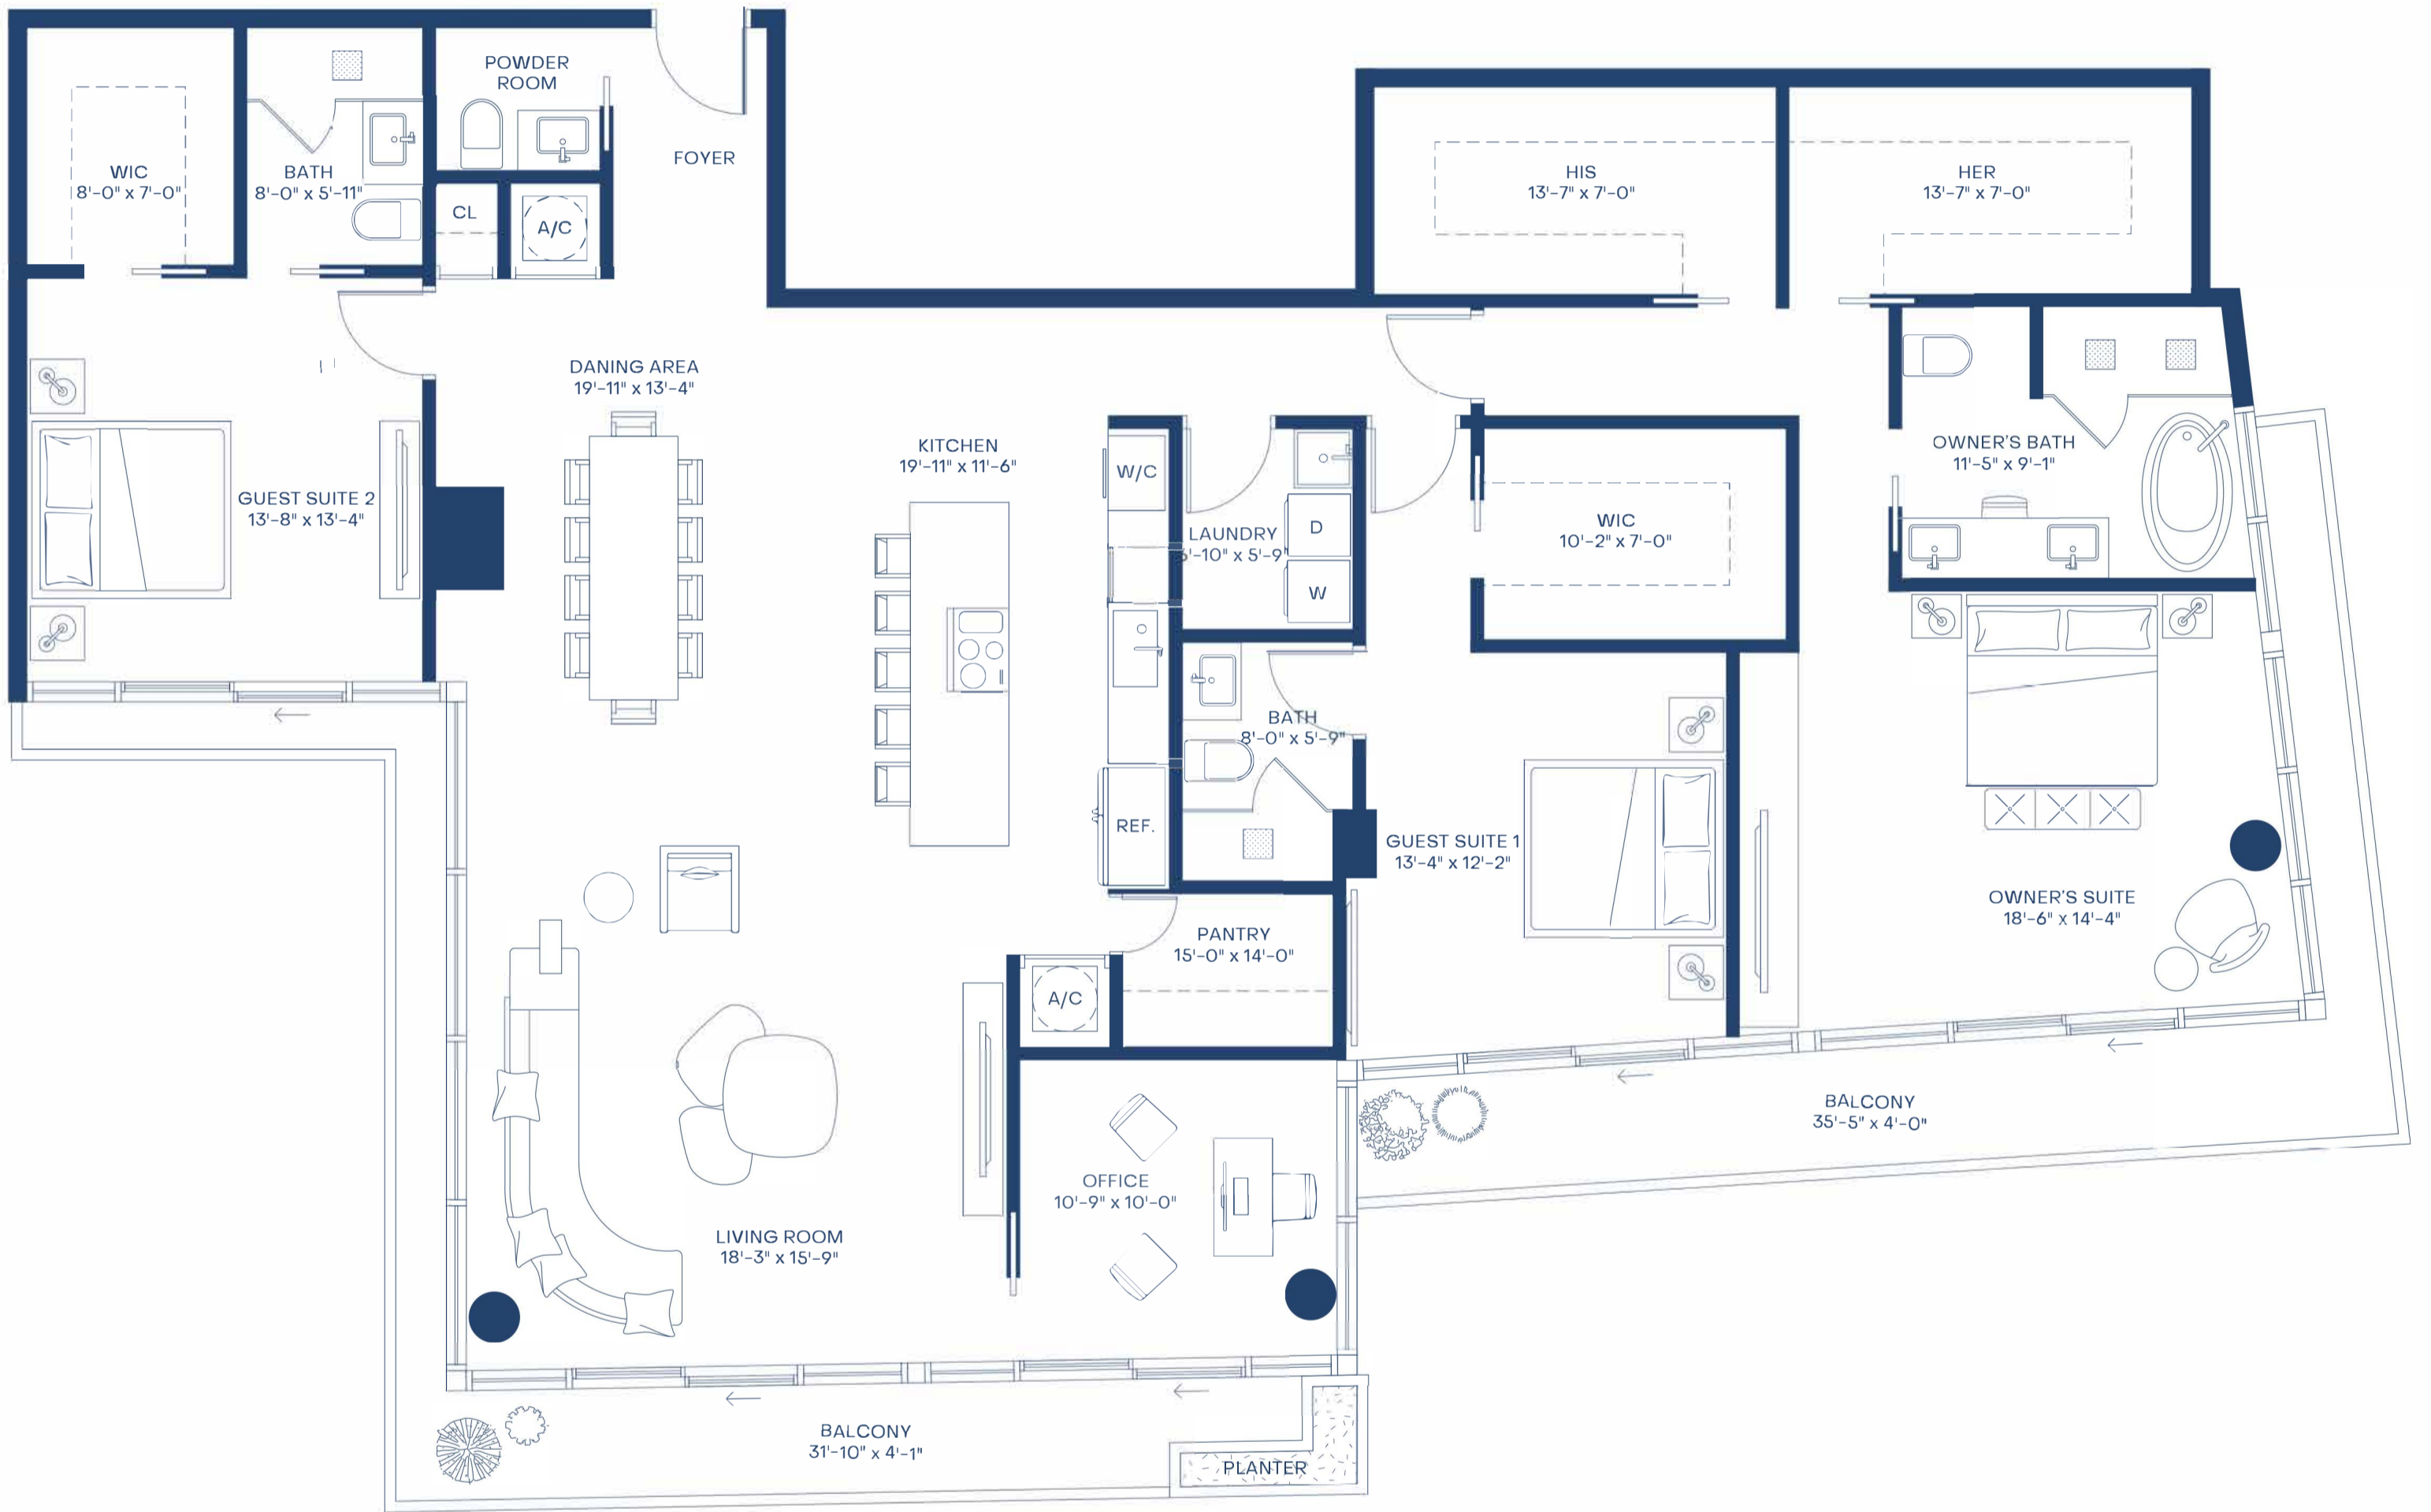 POWDER
ROOM
FOYER
WIC
8'-0" x 7'-0"
BATH
8'-0" x 5'-11"
CL
A/C
HIS
13'-7" x 7'-0"
HER
13'-7" x 7'-0"
DANING AREA
19'-11" x 13'-4"
KITCHEN
19'-11" x 11'-6"
GUEST SUITE 2
13'-8" x 13'-4"
W/C
LAUNDRY
'-10" x 5'-9"
D
W
WIC
10'-2" x 7'-0"
OWNER'S BATH
11'-5" x 9'-1"
BATH
8'-0" x 5'-9"
REF.
GUEST SUITE 1
13'-4" x 12'-2"
OWNER'S SUITE
18'-6" x 14'-4"
PANTRY
15'-0" x 14'-0"
A/C
OFFICE
10'-9" x 10'-0"
LIVING ROOM
18'-3" x 15'-9"
BALCONY
35'-5" x 4'-0"
BALCONY
31'-10" x 4'-1"
PLANTER